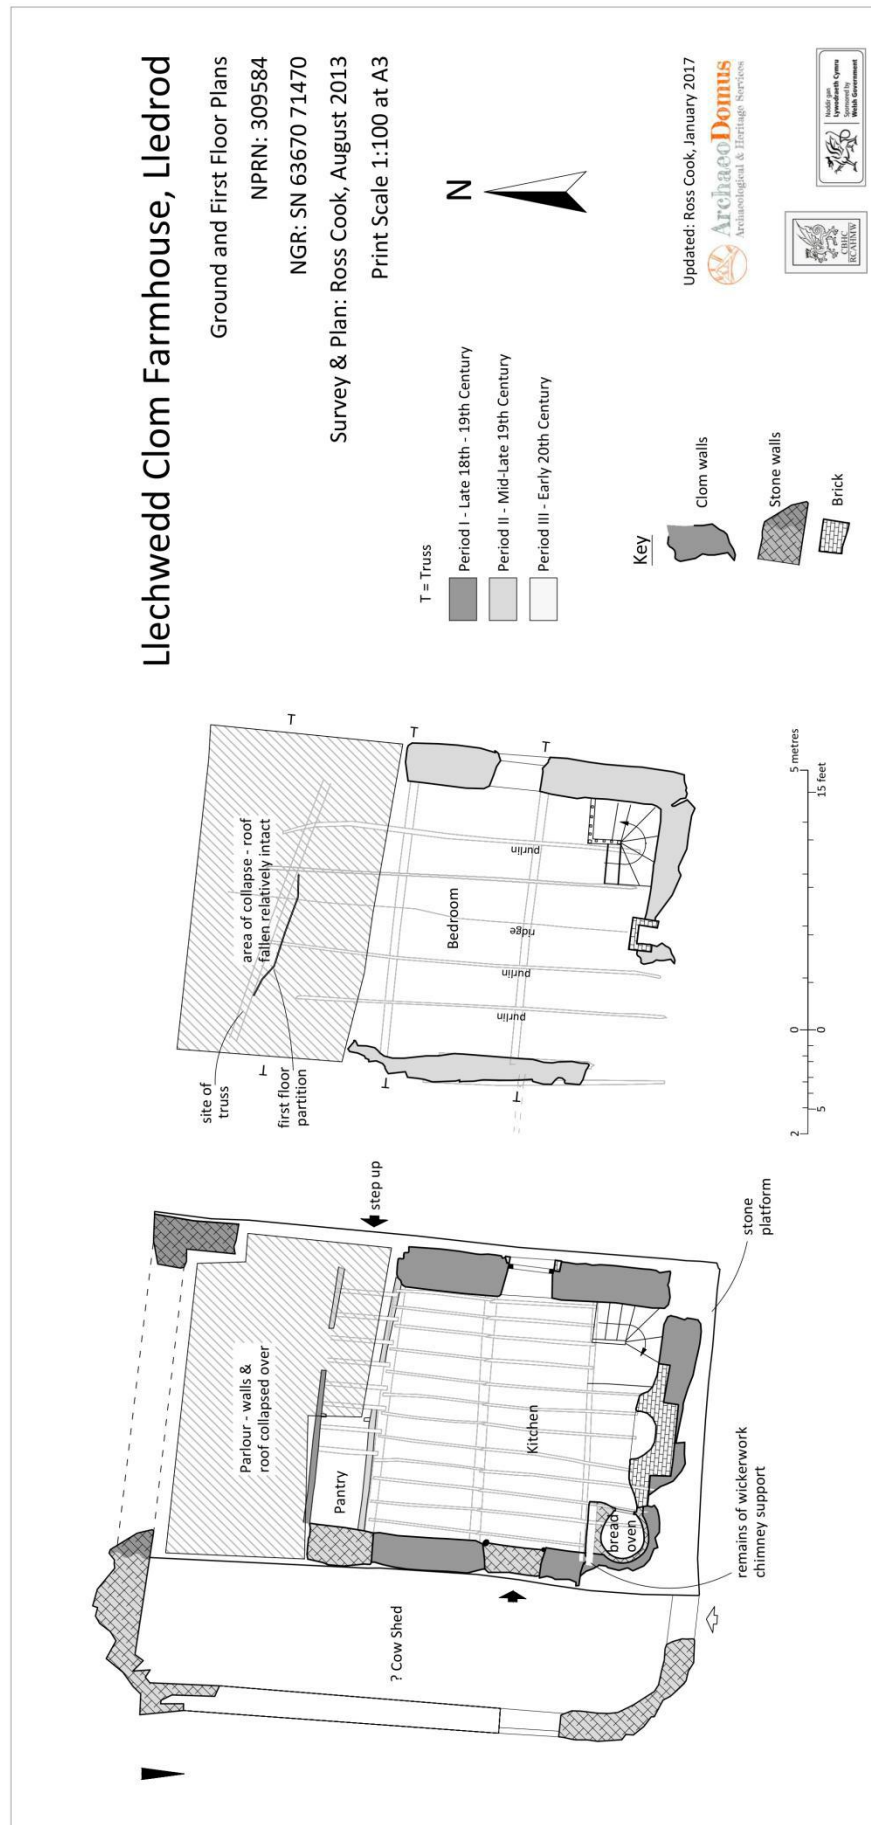 Llechwedd Clom Farmhouse, Lledrod
Ground and First Floor Plans
NPRN: 309584
NGR: SN 63670 71470
Survey & Plan: Ross Cook, August 2013
Print Scale 1:100 at A3
N
Updated: Ross Cook, January 2017
ArchaeoDomus
Archaeological & Heritage Services
CBHC
RCAHMW
Noddir gan
Lywodraeth Cymru
Sponsored by
Welsh Government
T = Truss
Period I - Late 18th - 19th Century
Period II - Mid-Late 19th Century
Period III - Early 20th Century
Key
Clom walls
Stone walls
Brick
T
T
T
area of collapse - roof
fallen relatively intact
Bedroom
purlin
ridge
purlin
purlin
site of
truss
first floor
partition
T
T
T
2
0
5 metres
5
0
15 feet
step up
Parlour - walls &
roof collapsed over
Pantry
Kitchen
bread
oven
stone
platform
remains of wickerwork
chimney support
? Cow Shed